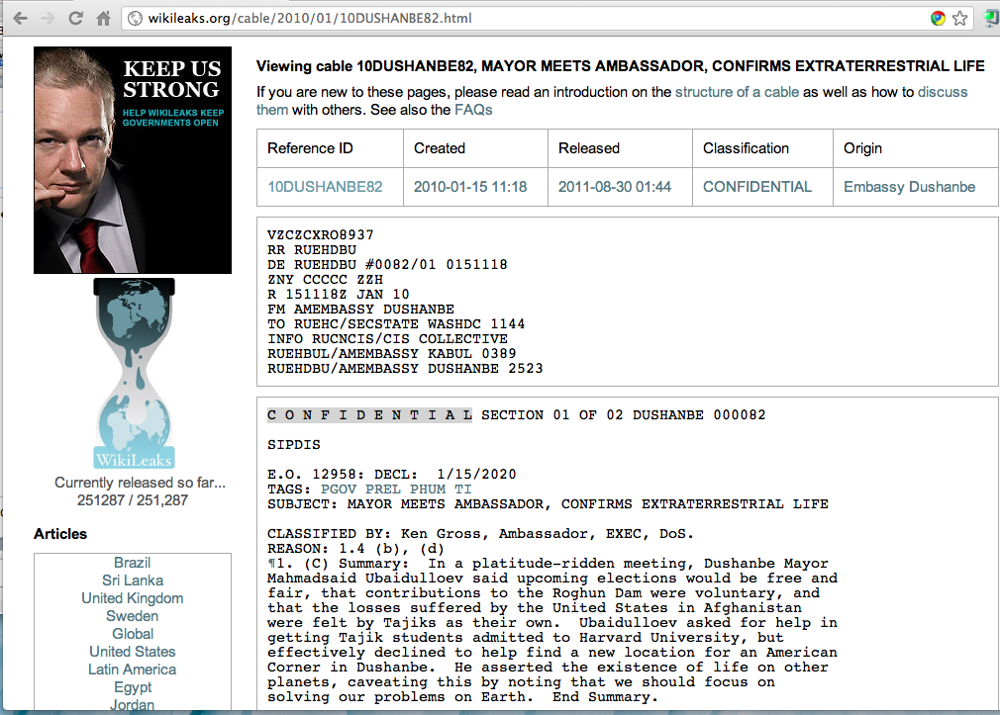 wikileaks.org/cable/2010/01/10DUSHANBE82.html
KEEP US
STRONG
HELP WIKILEAKS KEEP
GOVERNMENTS OPEN
WikiLeaks
Currently released so far...
251287 / 251,287
Articles
Brazil
Sri Lanka
United Kingdom
Sweden
Global
United States
Latin America
Egypt
Jordan
Viewing cable 10DUSHANBE82, MAYOR MEETS AMBASSADOR, CONFIRMS EXTRATERRESTRIAL LIFE
If you are new to these pages, please read an introduction on the structure of a cable as well as how to discuss
them with others. See also the FAQs
Reference ID Created Released Classification Origin
10DUSHANBE82 2010-01-15 11:18 2011-08-30 01:44 CONFIDENTIAL Embassy Dushanbe
VZCZCXRO8937
RR RUEHDBU
DE RUEHDBU #0082/01 0151118
ZNY CCCCC ZZH
R 151118Z JAN 10
FM AMEMBASSY DUSHANBE
TO RUEHC/SECSTATE WASHDC 1144
INFO RUCNCIS/CIS COLLECTIVE
RUEHBUL/AMEMBASSY KABUL 0389
RUEHDBU/AMEMBASSY DUSHANBE 2523
C O N F I D E N T I A L SECTION 01 OF 02 DUSHANBE 000082
SIPDIS
E.O. 12958: DECL: 1/15/2020
TAGS: PGOV PREL PHUM TI
SUBJECT: MAYOR MEETS AMBASSADOR, CONFIRMS EXTRATERRESTRIAL LIFE
CLASSIFIED BY: Ken Gross, Ambassador, EXEC, DoS.
REASON: 1.4 (b), (d)
¶1. (C) Summary: In a platitude-ridden meeting, Dushanbe Mayor
Mahmadsaid Ubaidulloev said upcoming elections would be free and
fair, that contributions to the Roghun Dam were voluntary, and
that the losses suffered by the United States in Afghanistan
were felt by Tajiks as their own. Ubaidulloev asked for help in
getting Tajik students admitted to Harvard University, but
effectively declined to help find a new location for an American
Corner in Dushanbe. He asserted the existence of life on other
planets, caveating this by noting that we should focus on
solving our problems on Earth. End Summary.